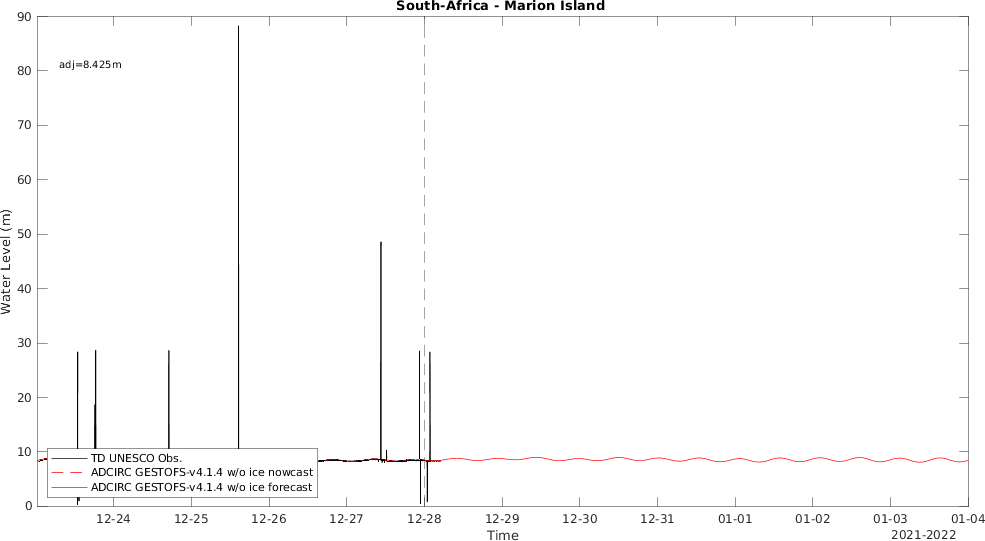 South-Africa - Marion Island
90
80
70
60
50
40
30
20
10
0
adj=8.425m
Water Level (m)
TD UNESCO Obs.
ADCIRC GESTOFS-v4.1.4 w/o ice nowcast
ADCIRC GESTOFS-v4.1.4 w/o ice forecast
12-24 12-25 12-26 12-27 12-28 12-29 12-30 12-31 01-01 01-02 01-03 01-04
Time
2021-2022